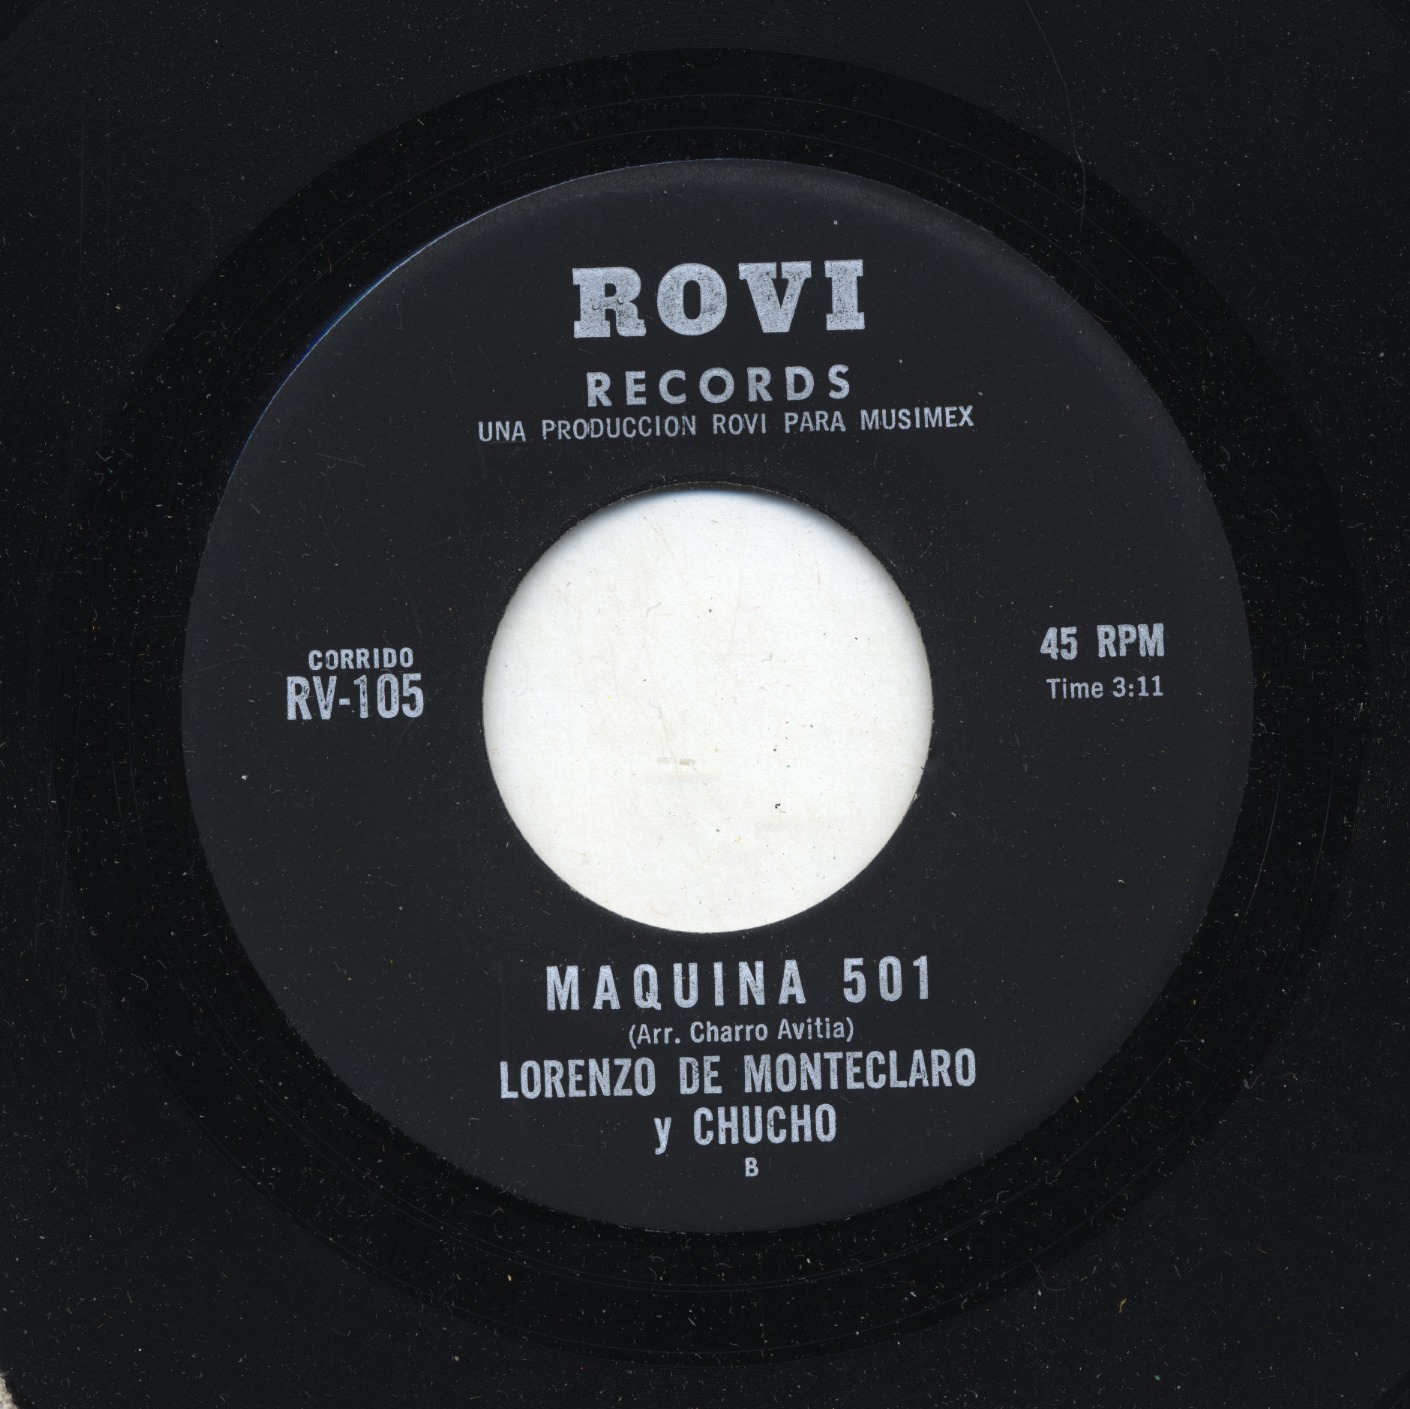 ROVI
RECORDS
UNA PRODUCCION ROVI PARA MUSIMEX
CORRIDO
RV-105
45 RPM
Time 3:11
MAQUINA 501
(Arr. Charro Avitia)
LORENZO DE MONTECLARO
y CHUCHO
B